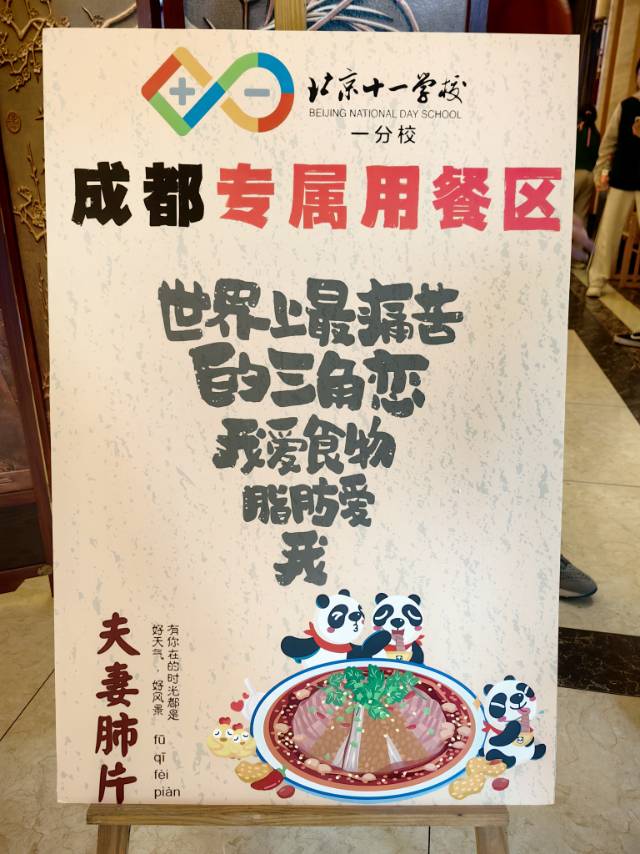 北京十一学校
BEIJING NATIONAL DAY SCHOOL
一分校
成都专属用餐区
世界上最痛苦
的三角恋
我爱食物
脂肪爱
我
夫妻肺片
有你在的时光都是
好天气，好风景
fū
qī
fèi
piàn